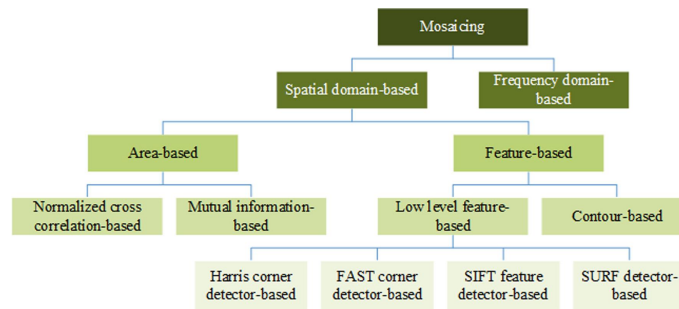 Mosaicing
Spatial domain-based
Frequency domain-
based
Area-based
Feature-based
Normalized cross
correlation-based
Mutual information-
based
Low level feature-
based
Contour-based
Harris corner
detector-based
FAST corner
detector-based
SIFT feature
detector-based
SURF detector-
based